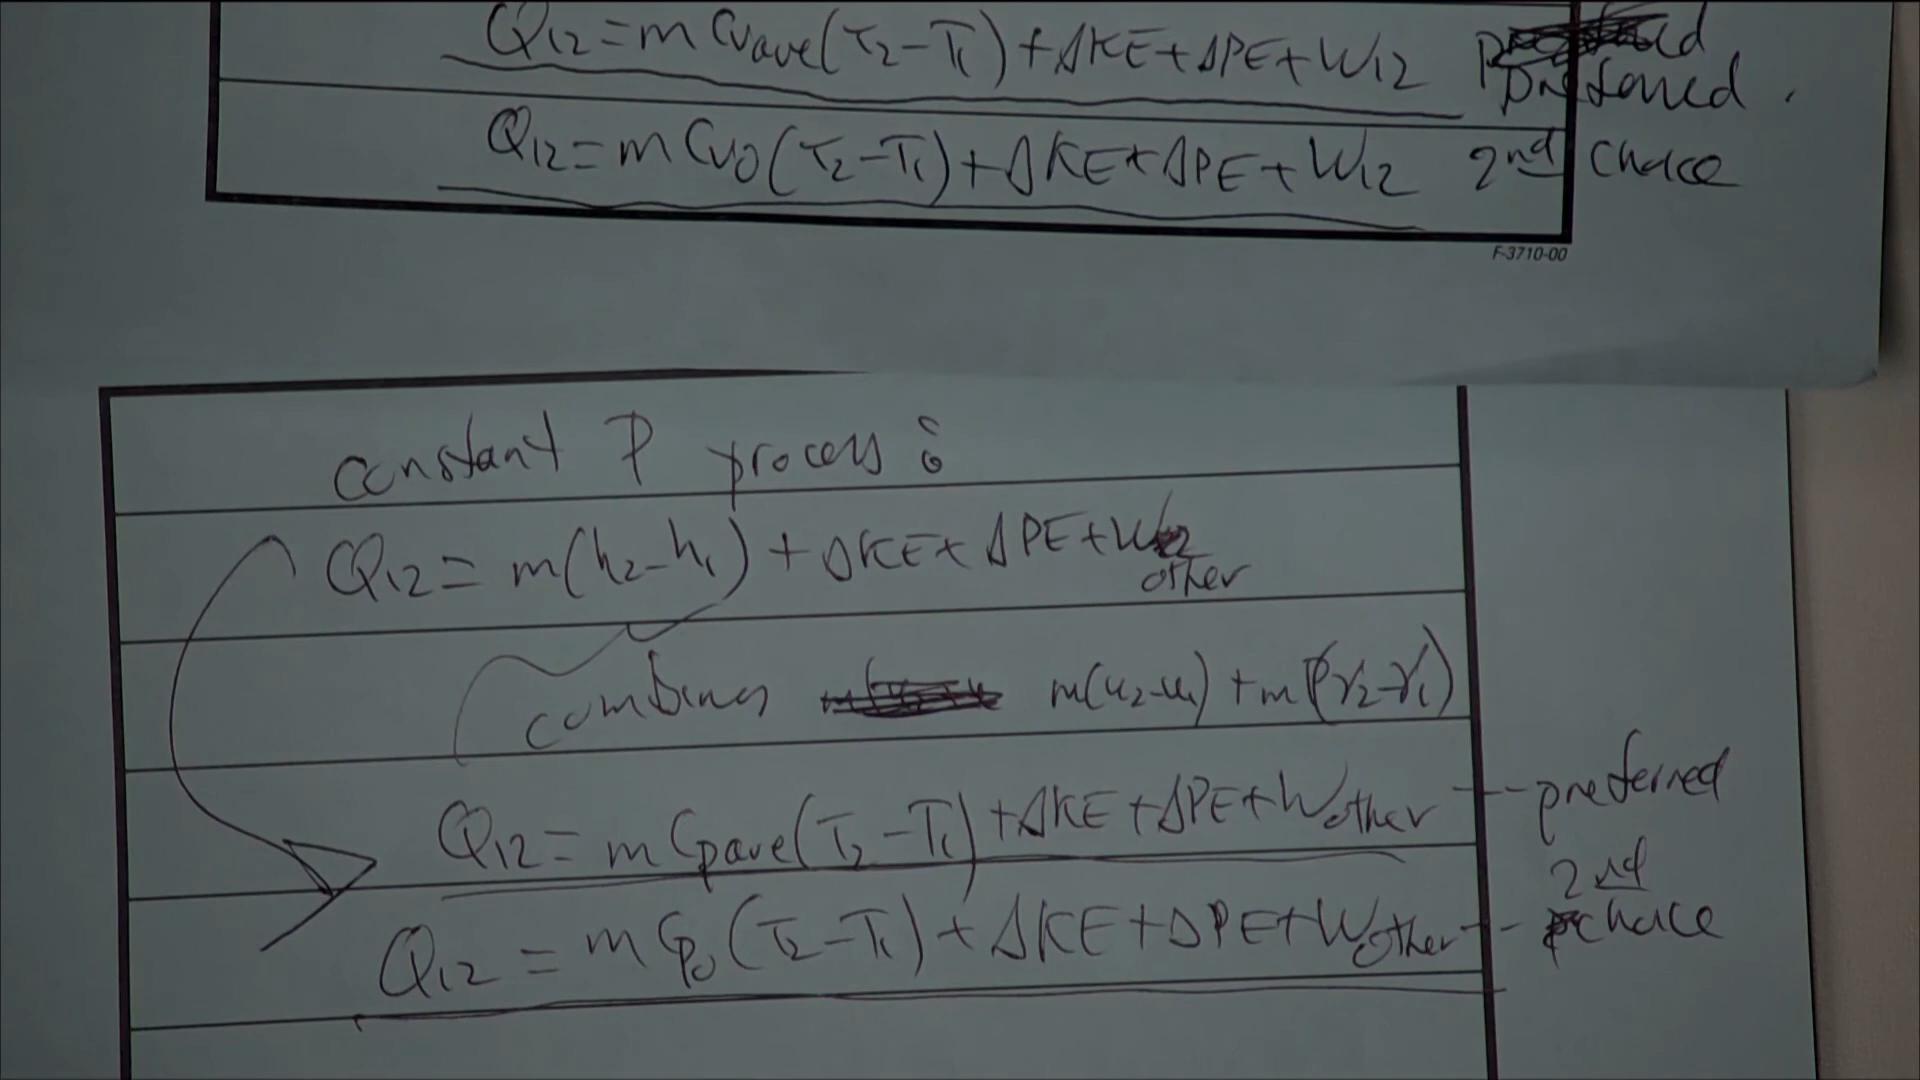 Q12 = m Cvave (T2 - T1) + ΔKE + ΔPE + W12 preferred.
Q12 = m Cvo (T2 - T1) + ΔKE + ΔPE + W12 2nd choice
F-3710-00
constant P process :
Q12 = m(h2 - h1) + ΔKE + ΔPE + Wother
combines m(u2-u1) + m P(v2-v1)
Q12 = m Cpave (T2 - T1) + ΔKE + ΔPE + Wother -- preferred
Q12 = m Cpo (T2 - T1) + ΔKE + ΔPE + Wother -- 2nd choice